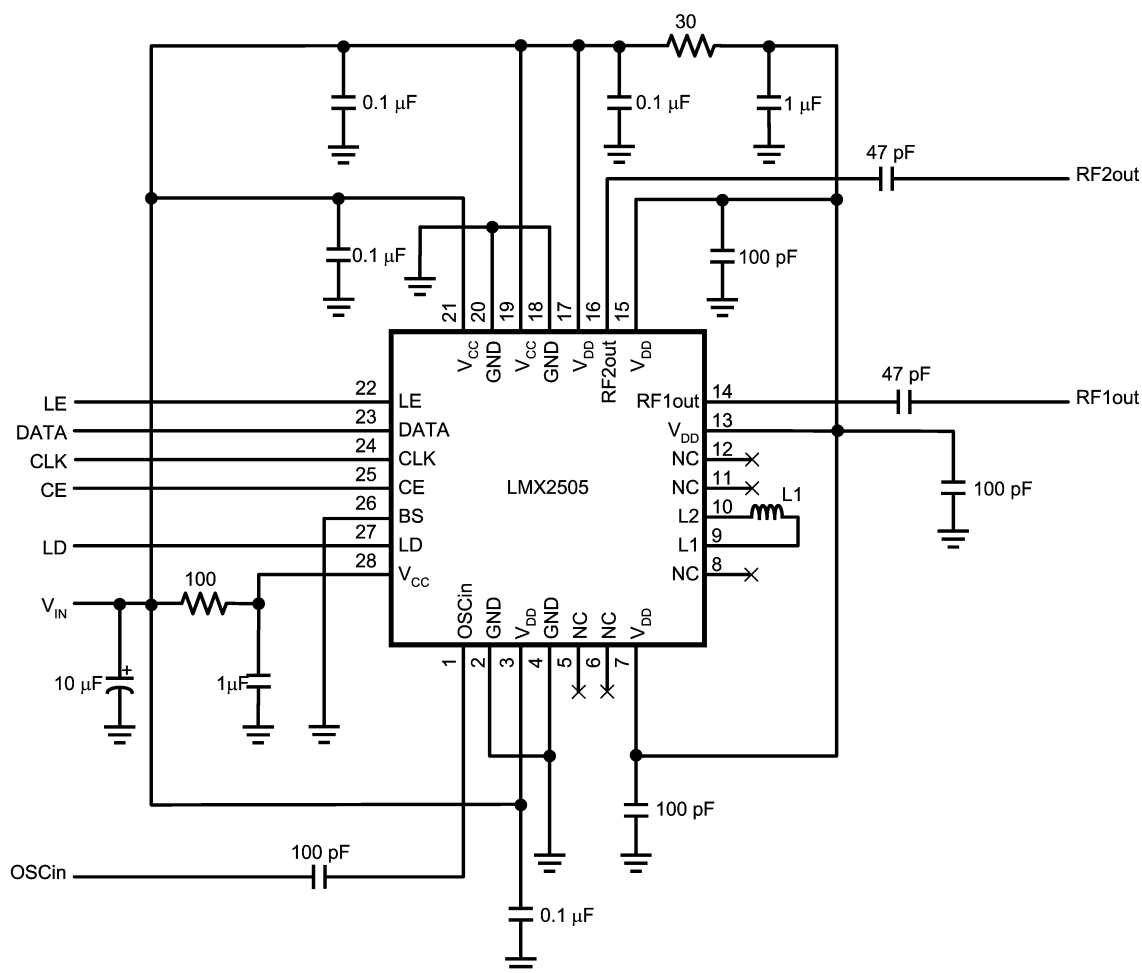 30
0.1 µF
0.1 µF
1 µF
47 pF
RF2out
0.1 µF
100 pF
21
20
19
18
17
16
15
VCC
GND
VCC
GND
VDD
RF2out
VDD
LE
22
LE
RF1out
14
47 pF
RF1out
DATA
23
DATA
VDD
13
CLK
24
CLK
NC
12
CE
25
CE
LMX2505
NC
11
100 pF
26
BS
L2
10
L1
LD
27
LD
L1
9
28
VCC
NC
8
VIN
100
OSCin
GND
VDD
GND
NC
NC
VDD
1
2
3
4
5
6
7
10 µF
+
1µF
100 pF
100 pF
OSCin
0.1 µF